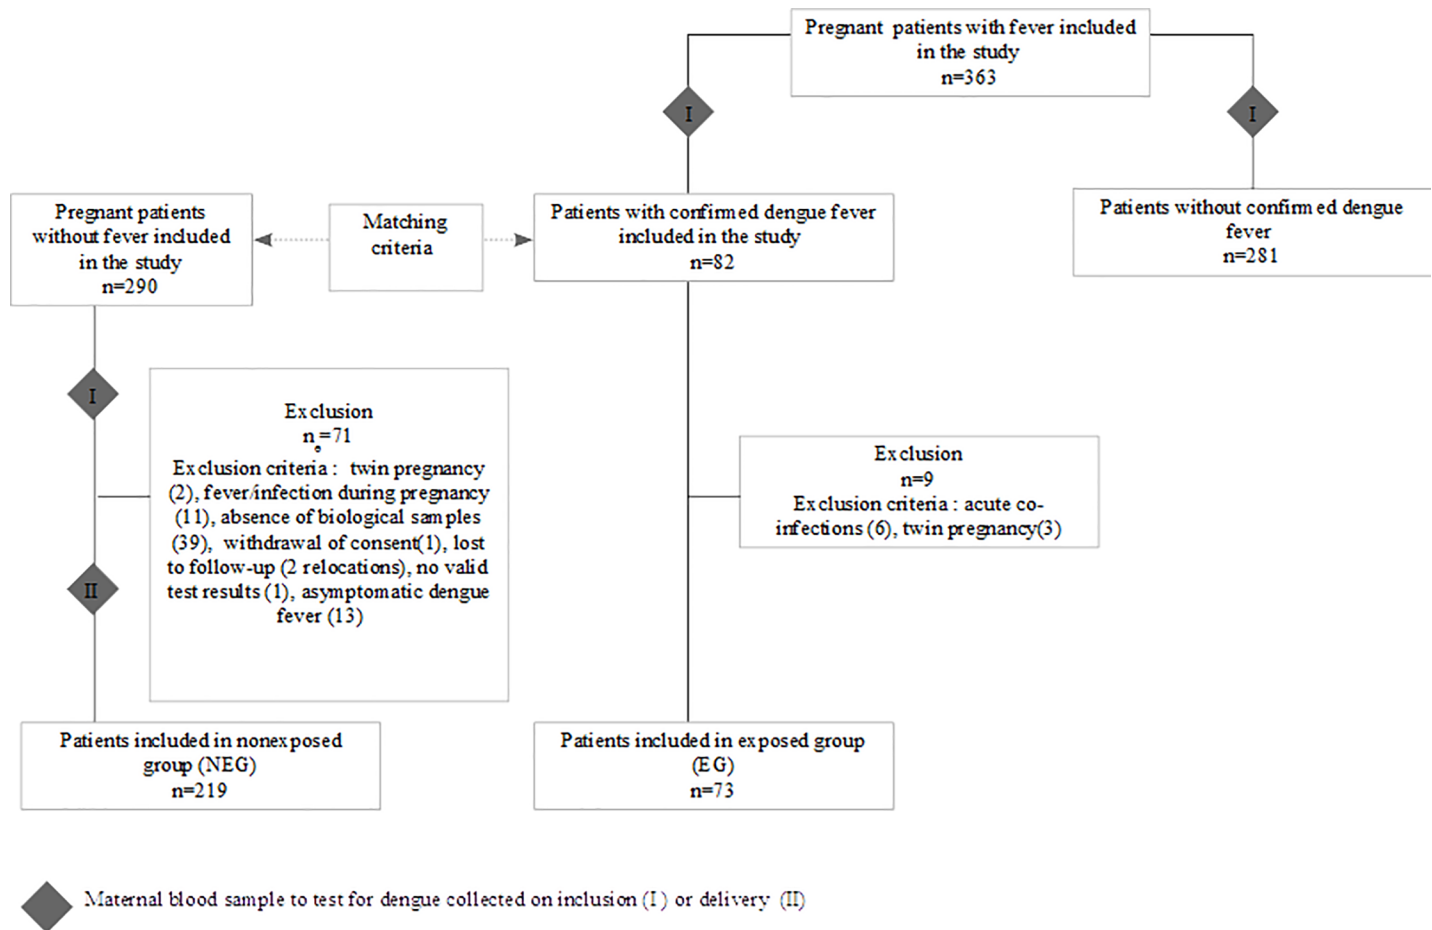 Pregnant patients with fever included
in the study
n=363
I
I
Pregnant patients
without fever included
in the study
n=290
Matching
criteria
Patients with confirmed dengue fever
included in the study
n=82
Patients without confirmed dengue
fever
n=281
I
Exclusion
nₑ=71
Exclusion criteria : twin pregnancy
(2), fever/infection during pregnancy
(11), absence of biological samples
(39), withdrawal of consent(1), lost
to follow-up (2 relocations), no valid
test results (1), asymptomatic dengue
fever (13)
II
Exclusion
n=9
Exclusion criteria : acute co-
infections (6), twin pregnancy(3)
Patients included in nonexposed
group (NEG)
n=219
Patients included in exposed group
(EG)
n=73
Maternal blood sample to test for dengue collected on inclusion (I ) or delivery (II)